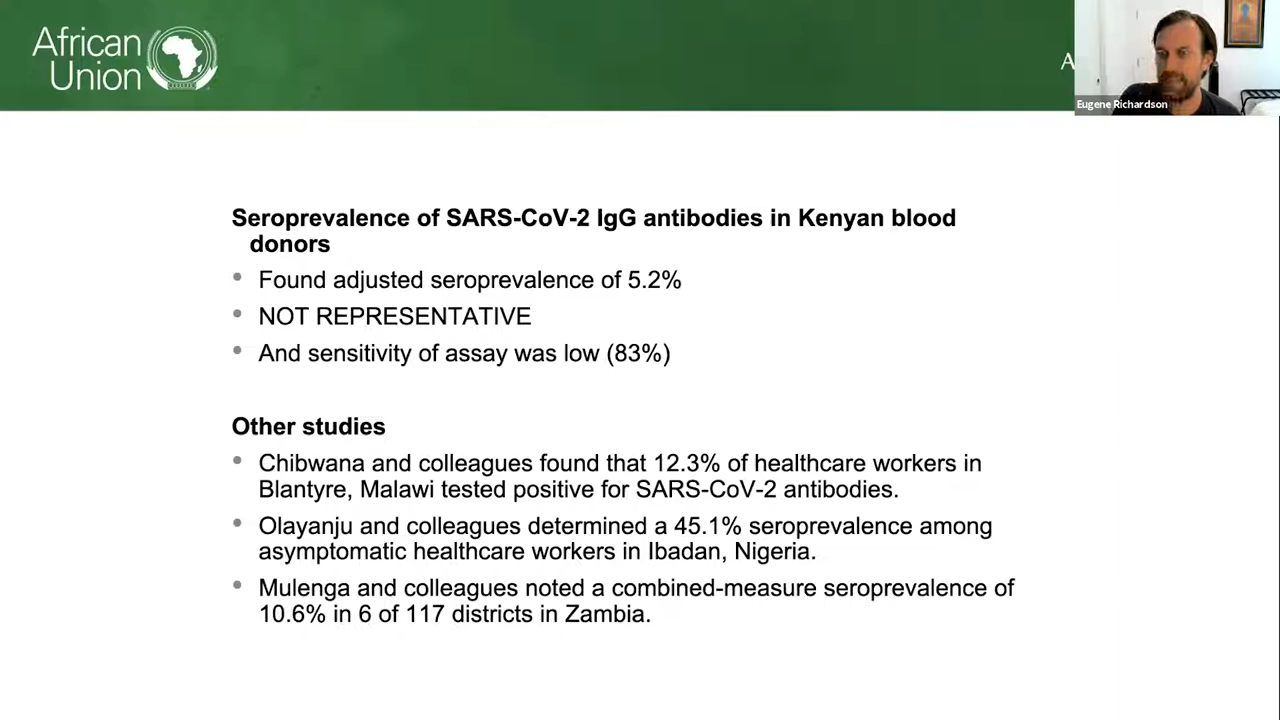 African
Union
A
Eugene Richardson
Seroprevalence of SARS-CoV-2 IgG antibodies in Kenyan blood
donors
• Found adjusted seroprevalence of 5.2%
• NOT REPRESENTATIVE
• And sensitivity of assay was low (83%)
Other studies
• Chibwana and colleagues found that 12.3% of healthcare workers in
Blantyre, Malawi tested positive for SARS-CoV-2 antibodies.
• Olayanju and colleagues determined a 45.1% seroprevalence among
asymptomatic healthcare workers in Ibadan, Nigeria.
• Mulenga and colleagues noted a combined-measure seroprevalence of
10.6% in 6 of 117 districts in Zambia.